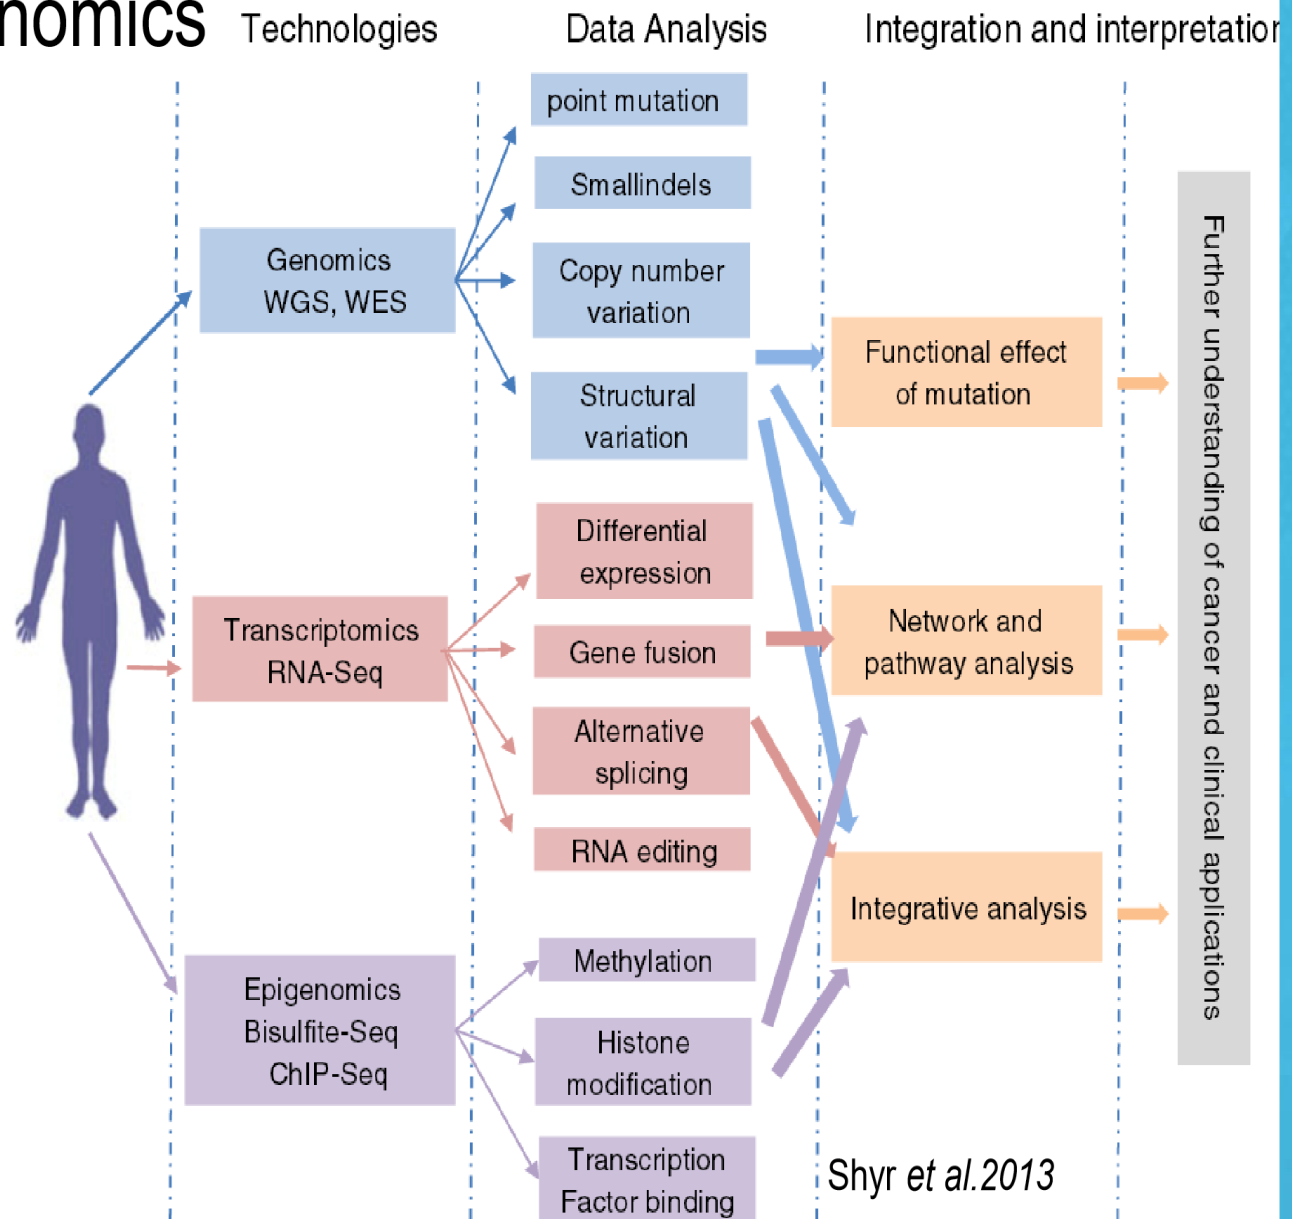 nomics
Technologies
Data Analysis
Integration and interpretation
point mutation
Smallindels
Copy number
variation
Structural
variation
Genomics
WGS, WES
Functional effect
of mutation
Differential
expression
Gene fusion
Alternative
splicing
RNA editing
Transcriptomics
RNA-Seq
Network and
pathway analysis
Integrative analysis
Methylation
Histone
modification
Transcription
Factor binding
Epigenomics
Bisulfite-Seq
ChIP-Seq
Further understanding of cancer and clinical applications
Shyr et al.2013